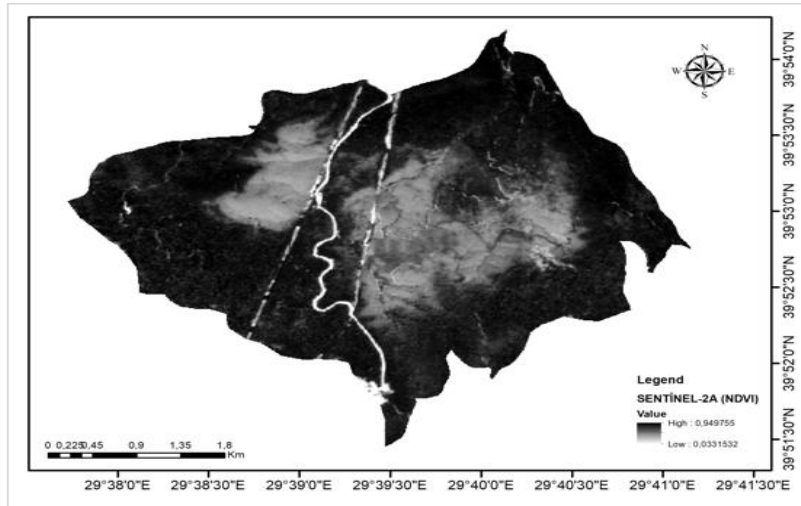 N
W E
S
39°54'0"N
39°53'30"N
39°53'0"N
39°52'30"N
39°52'0"N
39°51'30"N
Legend
SENTİNEL-2A (NDVI)
Value
High : 0,949755
Low : 0,0331532
0 0,225 0,45 0,9 1,35 1,8
Km
29°38'0"E 29°38'30"E 29°39'0"E 29°39'30"E 29°40'0"E 29°40'30"E 29°41'0"E 29°41'30"E